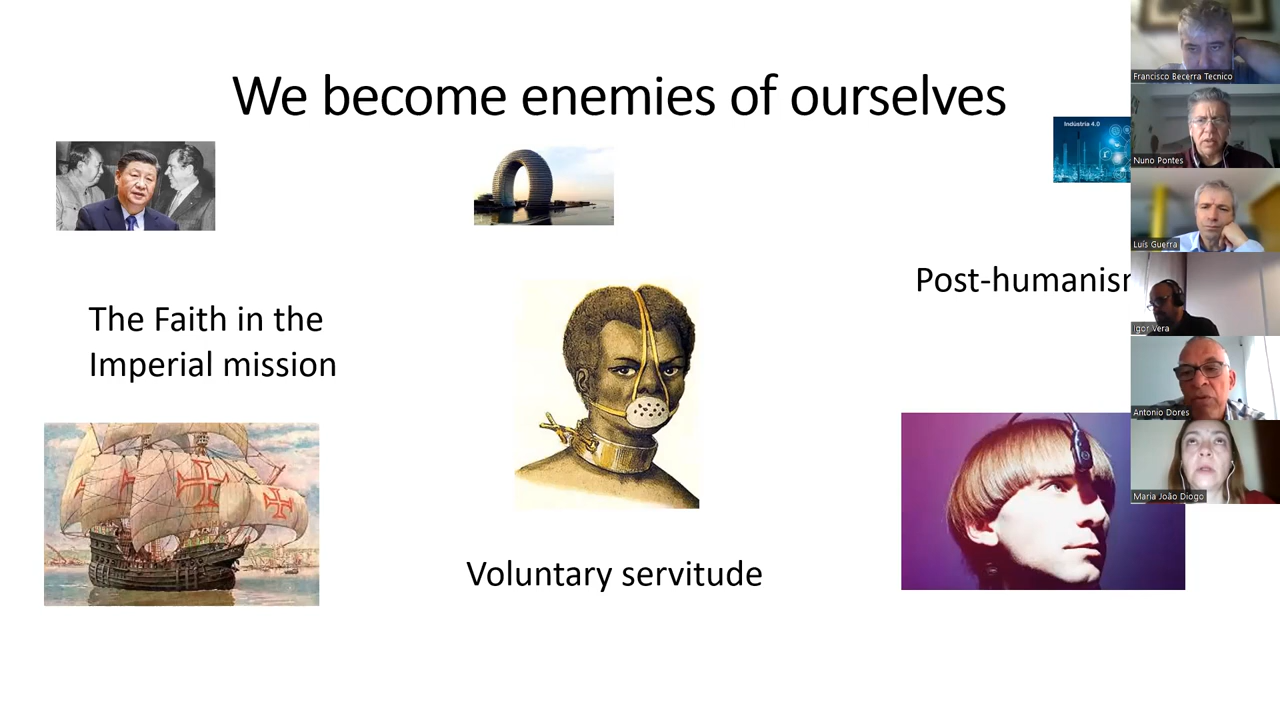 We become enemies of ourselves
Indústria 4.0
Post-humanism
The Faith in the
Imperial mission
Voluntary servitude
Francisco Becerra Tecnico
Nuno Pontes
Luís Guerra
Igor Vera
Antonio Dores
Maria João Diogo